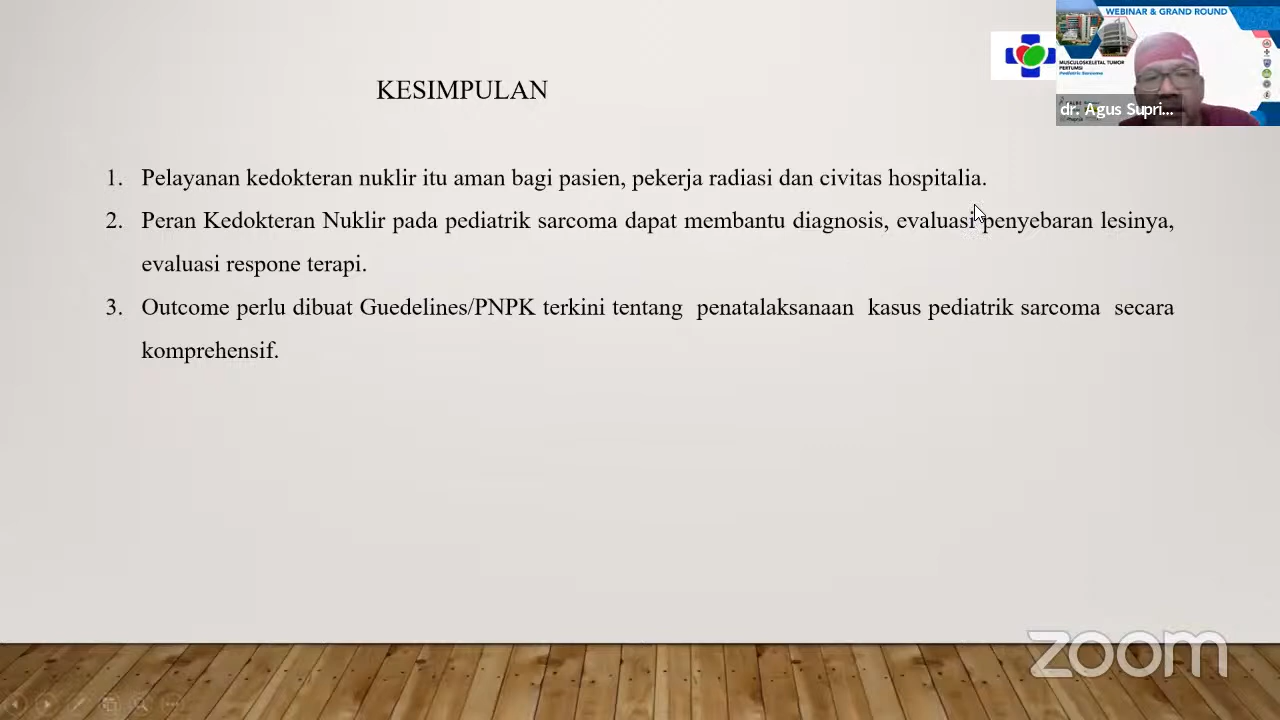 WEBINAR & GRAND ROUND
MUSCULOSKELETAL TUMOR
PERTUMSI
Pediatric Sarcoma
dr. Agus Supri...
KESIMPULAN
1. Pelayanan kedokteran nuklir itu aman bagi pasien, pekerja radiasi dan civitas hospitalia.
2. Peran Kedokteran Nuklir pada pediatrik sarcoma dapat membantu diagnosis, evaluasi penyebaran lesinya,
evaluasi respone terapi.
3. Outcome perlu dibuat Guedelines/PNPK terkini tentang penatalaksanaan kasus pediatrik sarcoma secara
komprehensif.
zoom